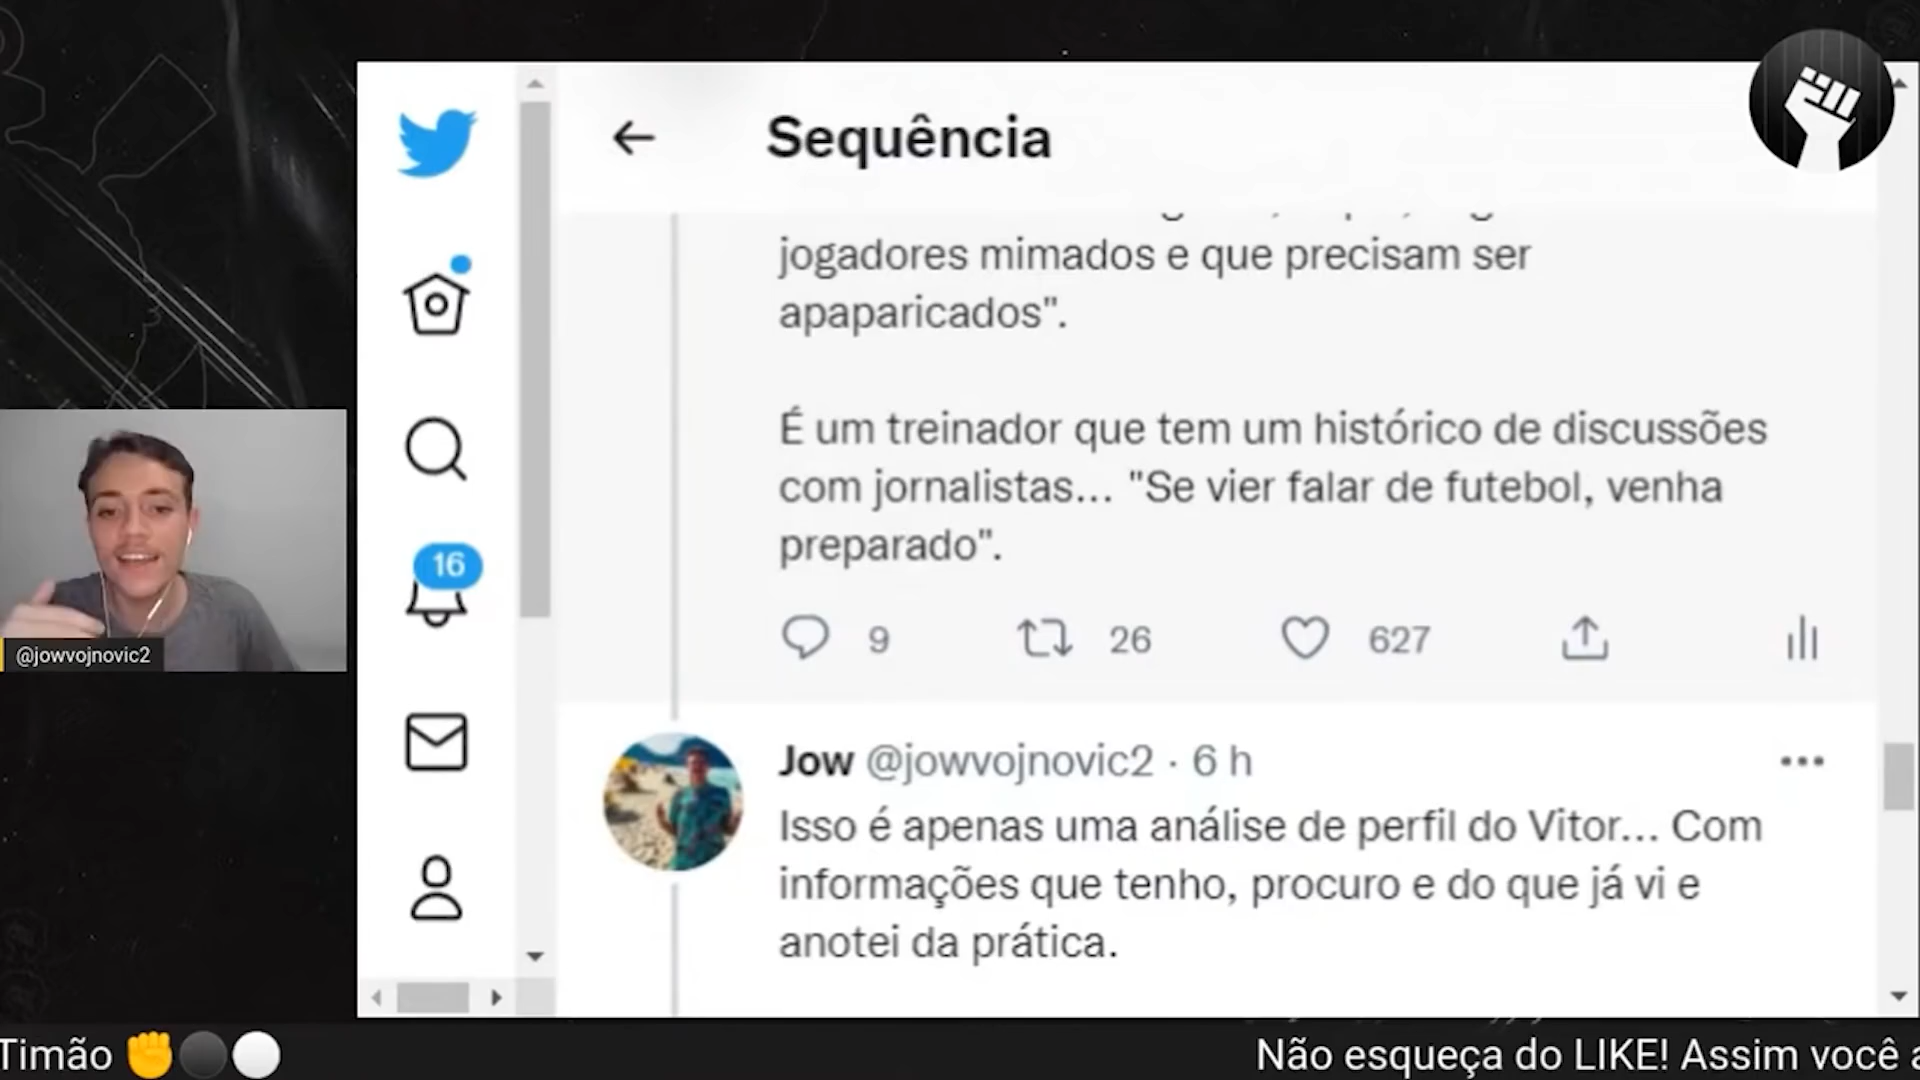 Sequência
jogadores mimados e que precisam ser
apaparicados".
É um treinador que tem um histórico de discussões
com jornalistas... "Se vier falar de futebol, venha
preparado".
9 26 627
16
@jowvojnovic2
Jow @jowvojnovic2 · 6 h
Isso é apenas uma análise de perfil do Vitor... Com
informações que tenho, procuro e do que já vi e
anotei da prática.
Timão ✊⚫⚪ Não esqueça do LIKE! Assim você a